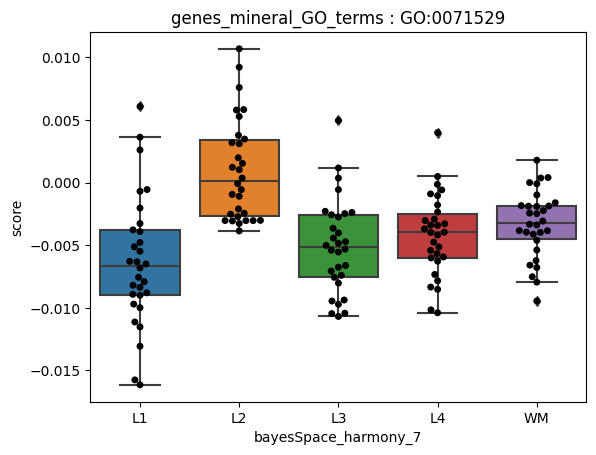 genes_mineral_GO_terms : GO:0071529
0.010
0.005
0.000
−0.005
−0.010
−0.015
score
L1 L2 L3 L4 WM
bayesSpace_harmony_7